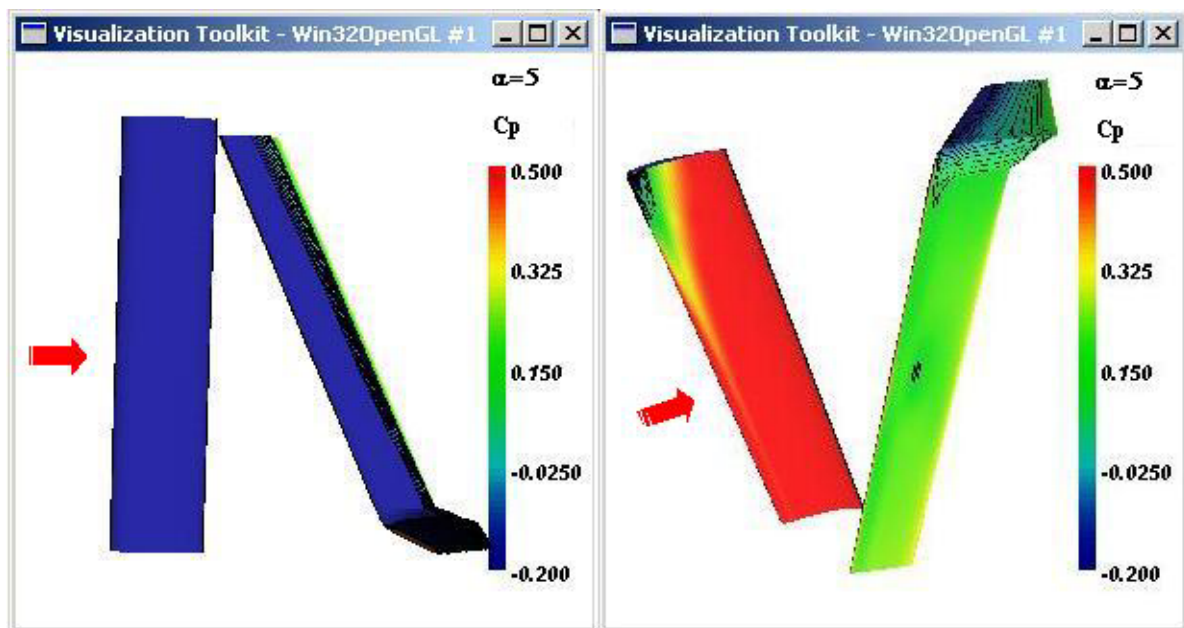 Visualization Toolkit - Win32OpenGL #1
α=5
Cp
0.500
0.325
0.150
-0.0250
-0.200
Visualization Toolkit - Win32OpenGL #1
α=5
Cp
0.500
0.325
0.150
-0.0250
-0.200